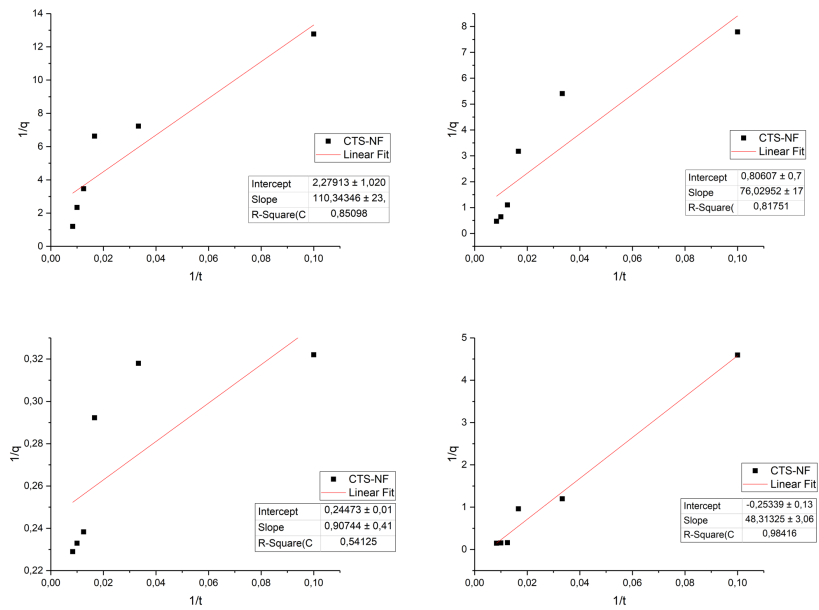 14
12
10
8
6
4
2
0
1/q
0,00 0,02 0,04 0,06 0,08 0,10
1/t
CTS-NF
Linear Fit
Intercept 2,27913 ± 1,020
Slope 110,34346 ± 23,
R-Square(C 0,85098
8
7
6
5
4
3
2
1
0
1/q
0,00 0,02 0,04 0,06 0,08 0,10
1/t
CTS-NF
Linear Fit
Intercept 0,80607 ± 0,7
Slope 76,02952 ± 17
R-Square( 0,81751
0,32
0,28
0,26
0,24
0,22
1/q
0,00 0,02 0,04 0,06 0,08 0,10
1/t
CTS-NF
Linear Fit
Intercept 0,24473 ± 0,01
Slope 0,90744 ± 0,41
R-Square(C 0,54125
5
4
3
2
1
0
1/q
0,00 0,02 0,04 0,06 0,08 0,10
1/t
CTS-NF
Linear Fit
Intercept -0,25339 ± 0,13
Slope 48,31325 ± 3,06
R-Square(C 0,98416